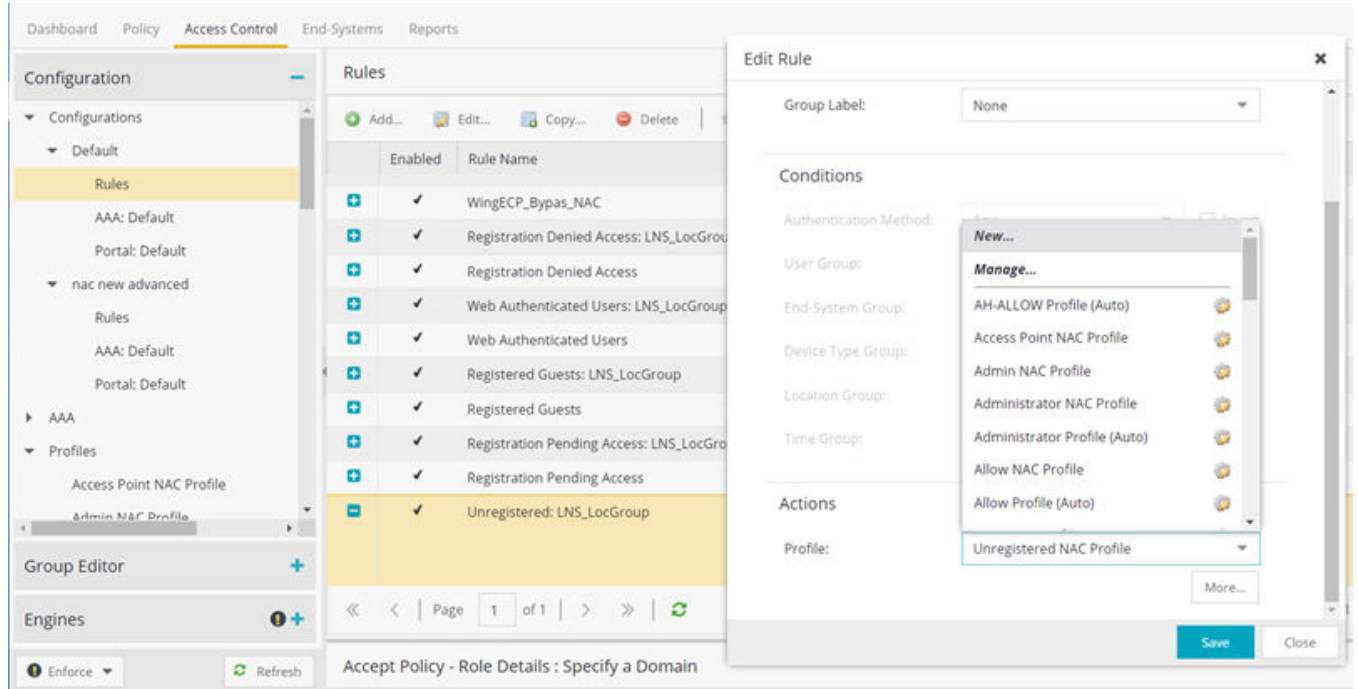 Dashboard Policy Access Control End-Systems Reports
Configuration
Configurations
Default
Rules
AAA: Default
Portal: Default
nac new advanced
Rules
AAA: Default
Portal: Default
AAA
Profiles
Access Point NAC Profile
Admin NAC Profile
Group Editor
Engines
Enforce Refresh
Rules
Add... Edit... Copy... Delete
Enabled Rule Name
WingECP_Bypas_NAC
Registration Denied Access: LNS_LocGrou
Registration Denied Access
Web Authenticated Users: LNS_LocGroup
Web Authenticated Users
Registered Guests: LNS_LocGroup
Registered Guests
Registration Pending Access: LNS_LocGro
Registration Pending Access
Unregistered: LNS_LocGroup
Page 1 of 1
Accept Policy - Role Details : Specify a Domain
Edit Rule
Group Label: None
Conditions
Authentication Method:
User Group:
End-System Group:
Device Type Group:
Location Group:
Time Group:
New...
Manage...
AH-ALLOW Profile (Auto)
Access Point NAC Profile
Admin NAC Profile
Administrator NAC Profile
Administrator Profile (Auto)
Allow NAC Profile
Allow Profile (Auto)
Actions
Profile: Unregistered NAC Profile
More...
Save Close